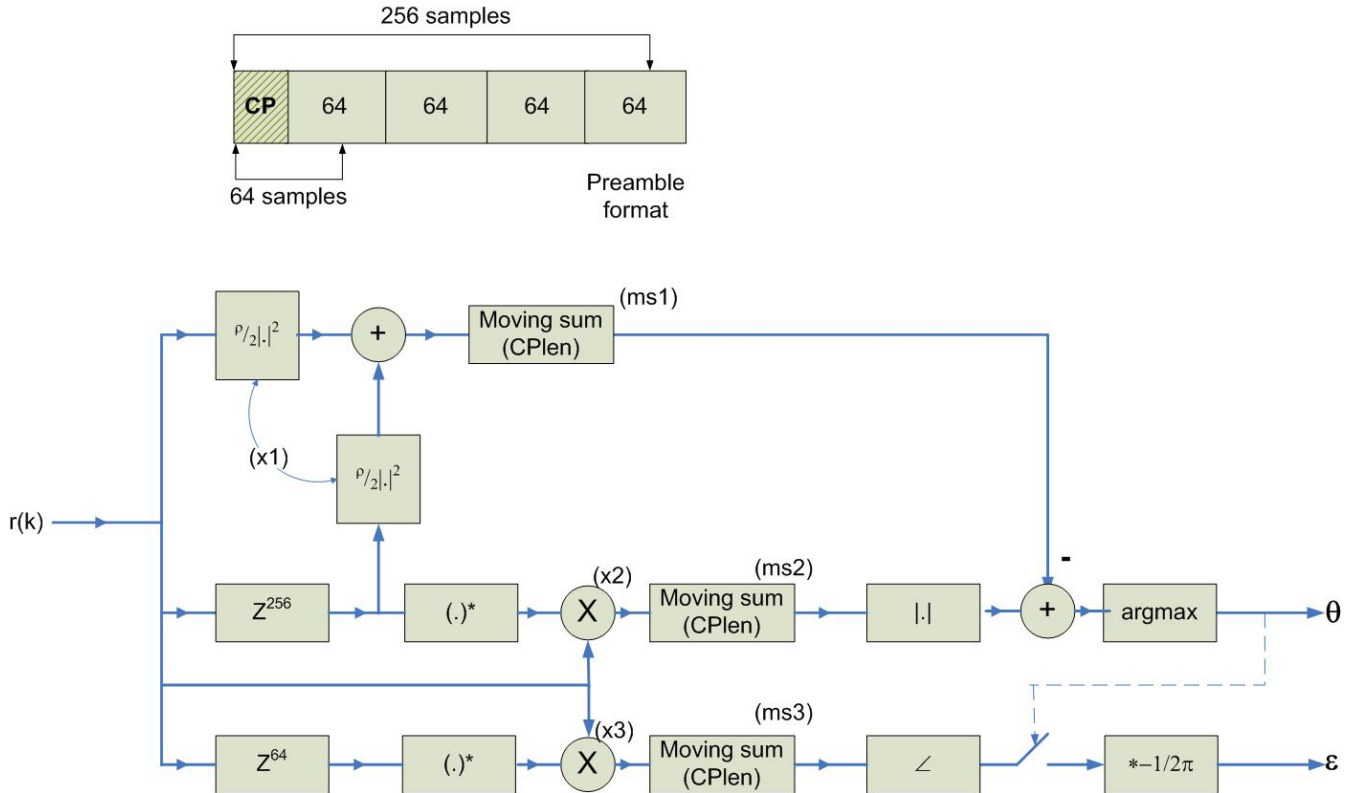 256 samples
CP 64 64 64 64
64 samples
Preamble
format
(ms1)
ρ/2|.|²
+
Moving sum
(CPlen)
(x1)
ρ/2|.|²
r(k)
-
(x2)
(ms2)
Z²⁵⁶
(.)*
X
Moving sum
(CPlen)
|.|
+
argmax
θ
(x3)
(ms3)
Z⁶⁴
(.)*
X
Moving sum
(CPlen)
∠
*−1/2π
ε